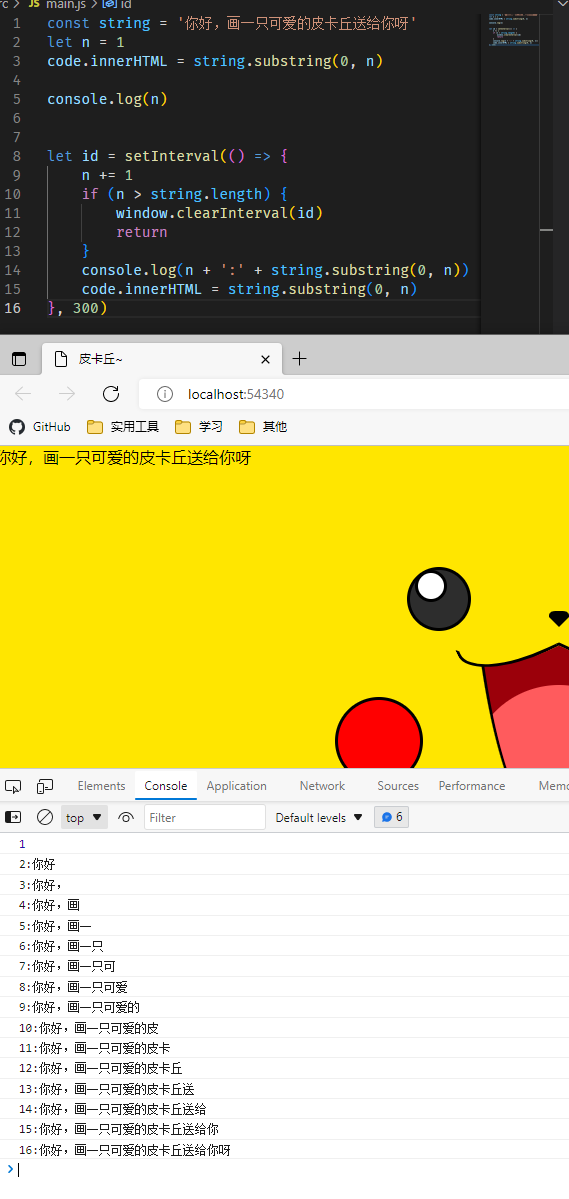 rc > JS main.js > id
1 const string = '你好，画一只可爱的皮卡丘送给你呀'
2 let n = 1
3 code.innerHTML = string.substring(0, n)
4
5 console.log(n)
6
7
8 let id = setInterval(() => {
9 n += 1
10 if (n > string.length) {
11 window.clearInterval(id)
12 return
13 }
14 console.log(n + ':' + string.substring(0, n))
15 code.innerHTML = string.substring(0, n)
16 }, 300)
皮卡丘~
localhost:54340
GitHub 实用工具 学习 其他
你好，画一只可爱的皮卡丘送给你呀
Elements Console Application Network Sources Performance Memo
top Filter Default levels 6
1
2:你好
3:你好，
4:你好，画
5:你好，画一
6:你好，画一只
7:你好，画一只可
8:你好，画一只可爱
9:你好，画一只可爱的
10:你好，画一只可爱的皮
11:你好，画一只可爱的皮卡
12:你好，画一只可爱的皮卡丘
13:你好，画一只可爱的皮卡丘送
14:你好，画一只可爱的皮卡丘送给
15:你好，画一只可爱的皮卡丘送给你
16:你好，画一只可爱的皮卡丘送给你呀
>